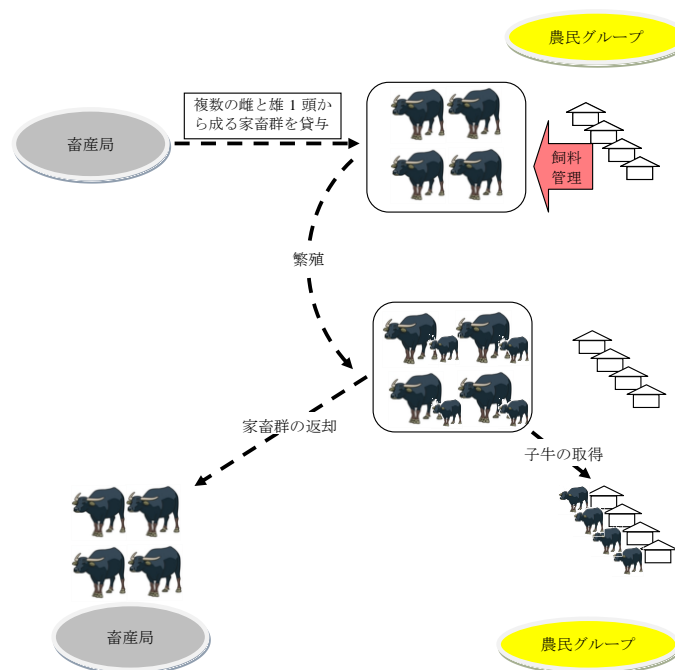 農民グループ
複数の雌と雄 1 頭か
ら成る家畜群を貸与
畜産局
飼料
管理
繁殖
家畜群の返却
子牛の取得
畜産局
農民グループ